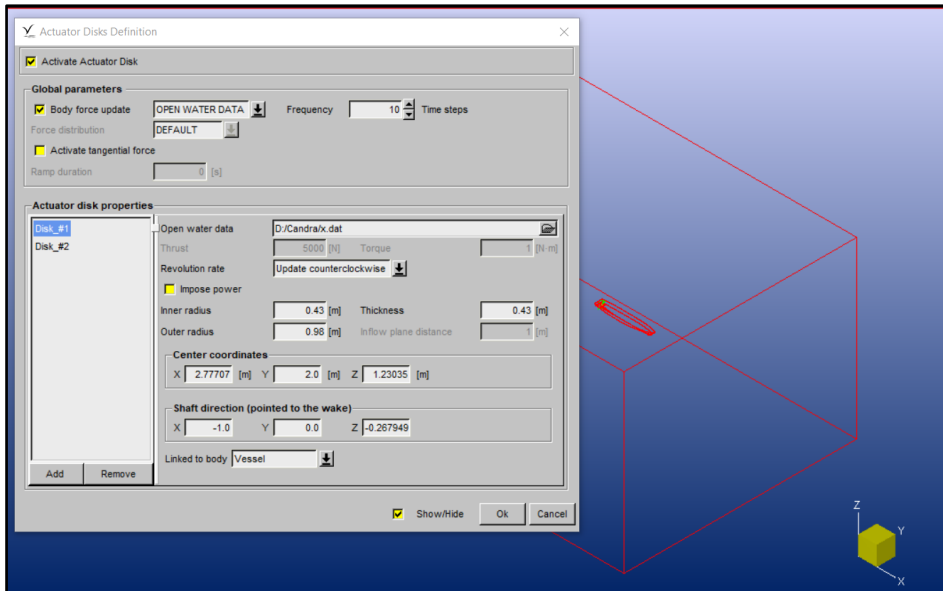 Actuator Disks Definition
Activate Actuator Disk
Global parameters
Body force update OPEN WATER DATA Frequency 10 Time steps
Force distribution DEFAULT
Activate tangential force
Ramp duration 0 [s]
Actuator disk properties
Disk_#1
Disk_#2
Open water data D:/Candra/x.dat
Thrust 5000 [N] Torque 1 [N·m]
Revolution rate Update counterclockwise
Impose power
Inner radius 0.43 [m] Thickness 0.43 [m]
Outer radius 0.98 [m] Inflow plane distance 1 [m]
Center coordinates
X 2.77707 [m] Y 2.0 [m] Z 1.23035 [m]
Shaft direction (pointed to the wake)
X -1.0 Y 0.0 Z -0.267949
Linked to body Vessel
Add Remove
Show/Hide Ok Cancel
Z
Y
X